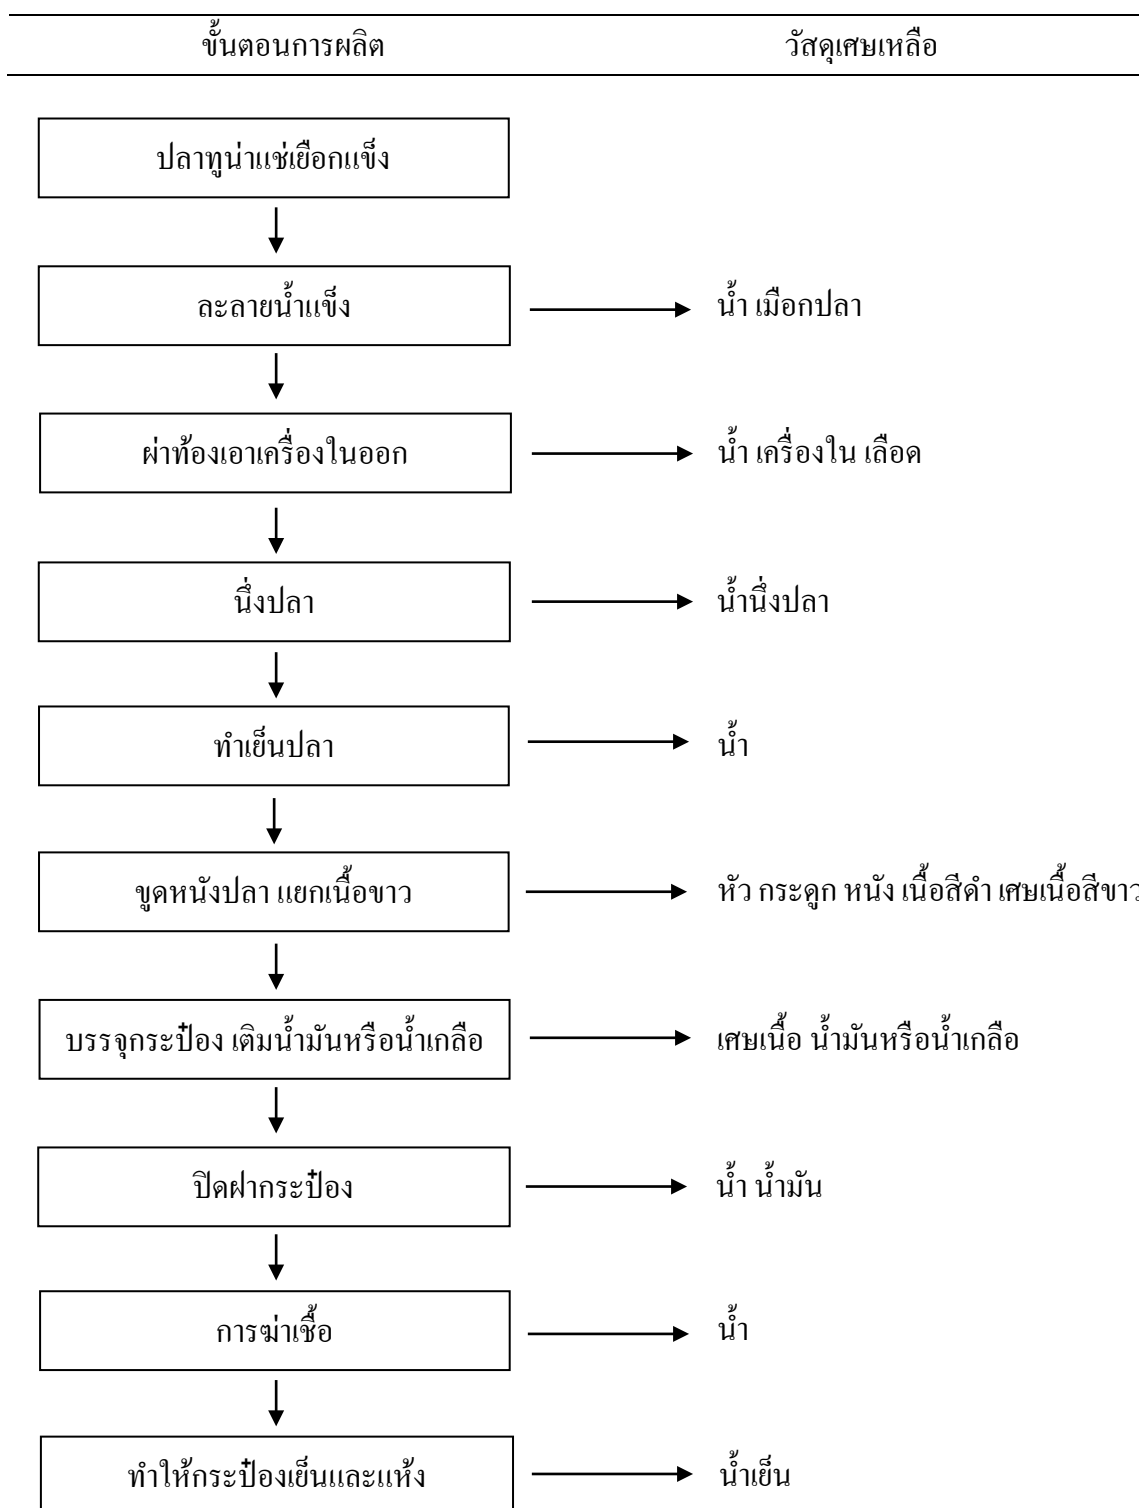 ขั้นตอนการผลิต วัสดุเศษเหลือ
ปลาทูน่าแช่เยือกแข็ง
ละลายน้ำแข็ง น้ำ เมือกปลา
ผ่าท้องเอาเครื่องในออก น้ำ เครื่องใน เลือด
นึ่งปลา น้ำนึ่งปลา
ทำเย็นปลา น้ำ
ขูดหนังปลา แยกเนื้อขาว หัว กระดูก หนัง เนื้อสีดำ เศษเนื้อสีขาว
บรรจุกระป๋อง เติมน้ำมันหรือน้ำเกลือ เศษเนื้อ น้ำมันหรือน้ำเกลือ
ปิดฝากระป๋อง น้ำ น้ำมัน
การฆ่าเชื้อ น้ำ
ทำให้กระป๋องเย็นและแห้ง น้ำเย็น